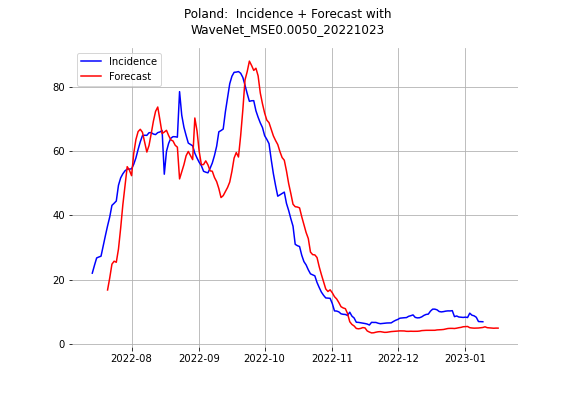 Poland:  Incidence + Forecast with
WaveNet_MSE0.0050_20221023
Incidence
Forecast
80
60
40
20
0
2022-08 2022-09 2022-10 2022-11 2022-12 2023-01